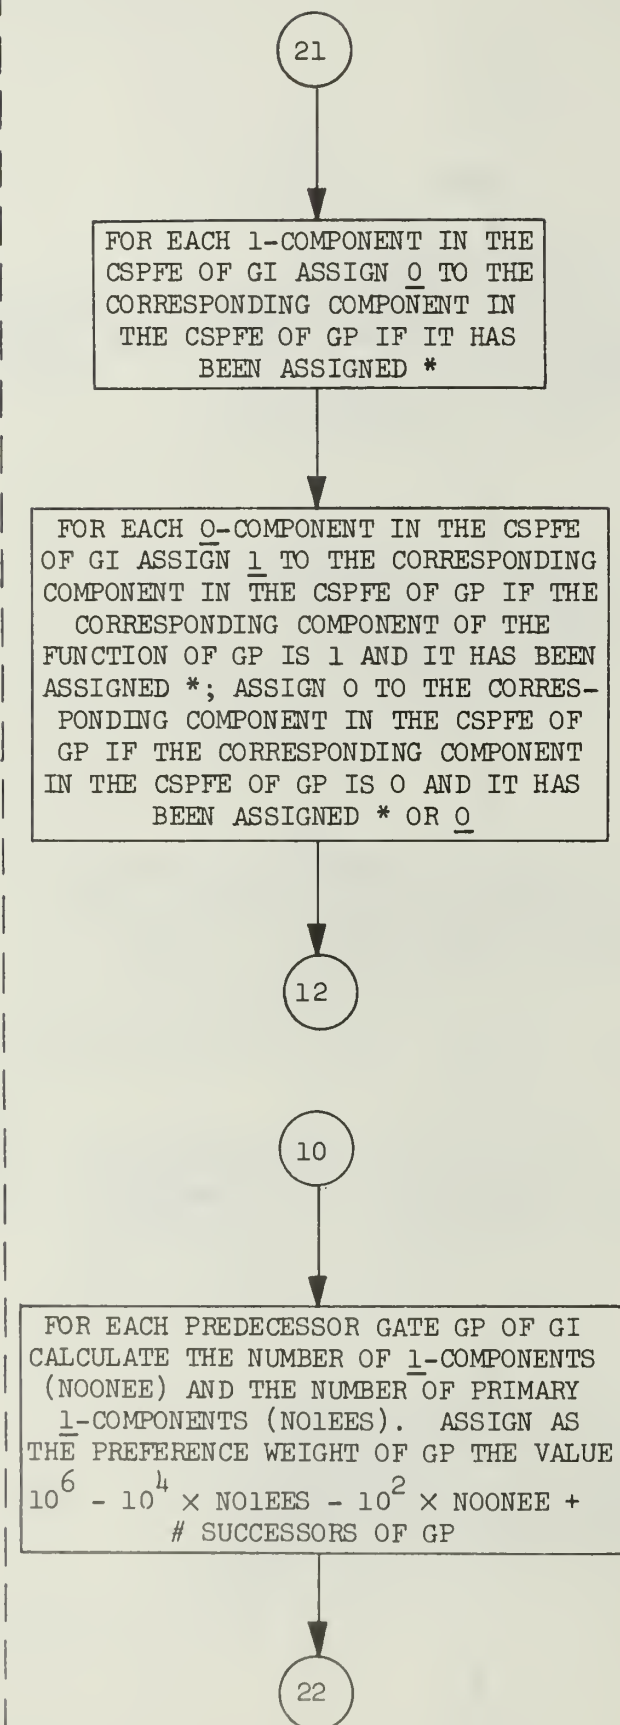 21
FOR EACH 1-COMPONENT IN THE
CSPFE OF GI ASSIGN 0 TO THE
CORRESPONDING COMPONENT IN
THE CSPFE OF GP IF IT HAS
BEEN ASSIGNED *
FOR EACH 0-COMPONENT IN THE CSPFE
OF GI ASSIGN 1 TO THE CORRESPONDING
COMPONENT IN THE CSPFE OF GP IF THE
CORRESPONDING COMPONENT OF THE
FUNCTION OF GP IS 1 AND IT HAS BEEN
ASSIGNED *; ASSIGN 0 TO THE CORRES-
PONDING COMPONENT IN THE CSPFE OF
GP IF THE CORRESPONDING COMPONENT
IN THE CSPFE OF GP IS 0 AND IT HAS
BEEN ASSIGNED * OR 0
12
10
FOR EACH PREDECESSOR GATE GP OF GI
CALCULATE THE NUMBER OF 1-COMPONENTS
(NOONEE) AND THE NUMBER OF PRIMARY
1-COMPONENTS (NO1EES). ASSIGN AS
THE PREFERENCE WEIGHT OF GP THE VALUE
10^6 - 10^4 × NO1EES - 10^2 × NOONEE +
# SUCCESSORS OF GP
22